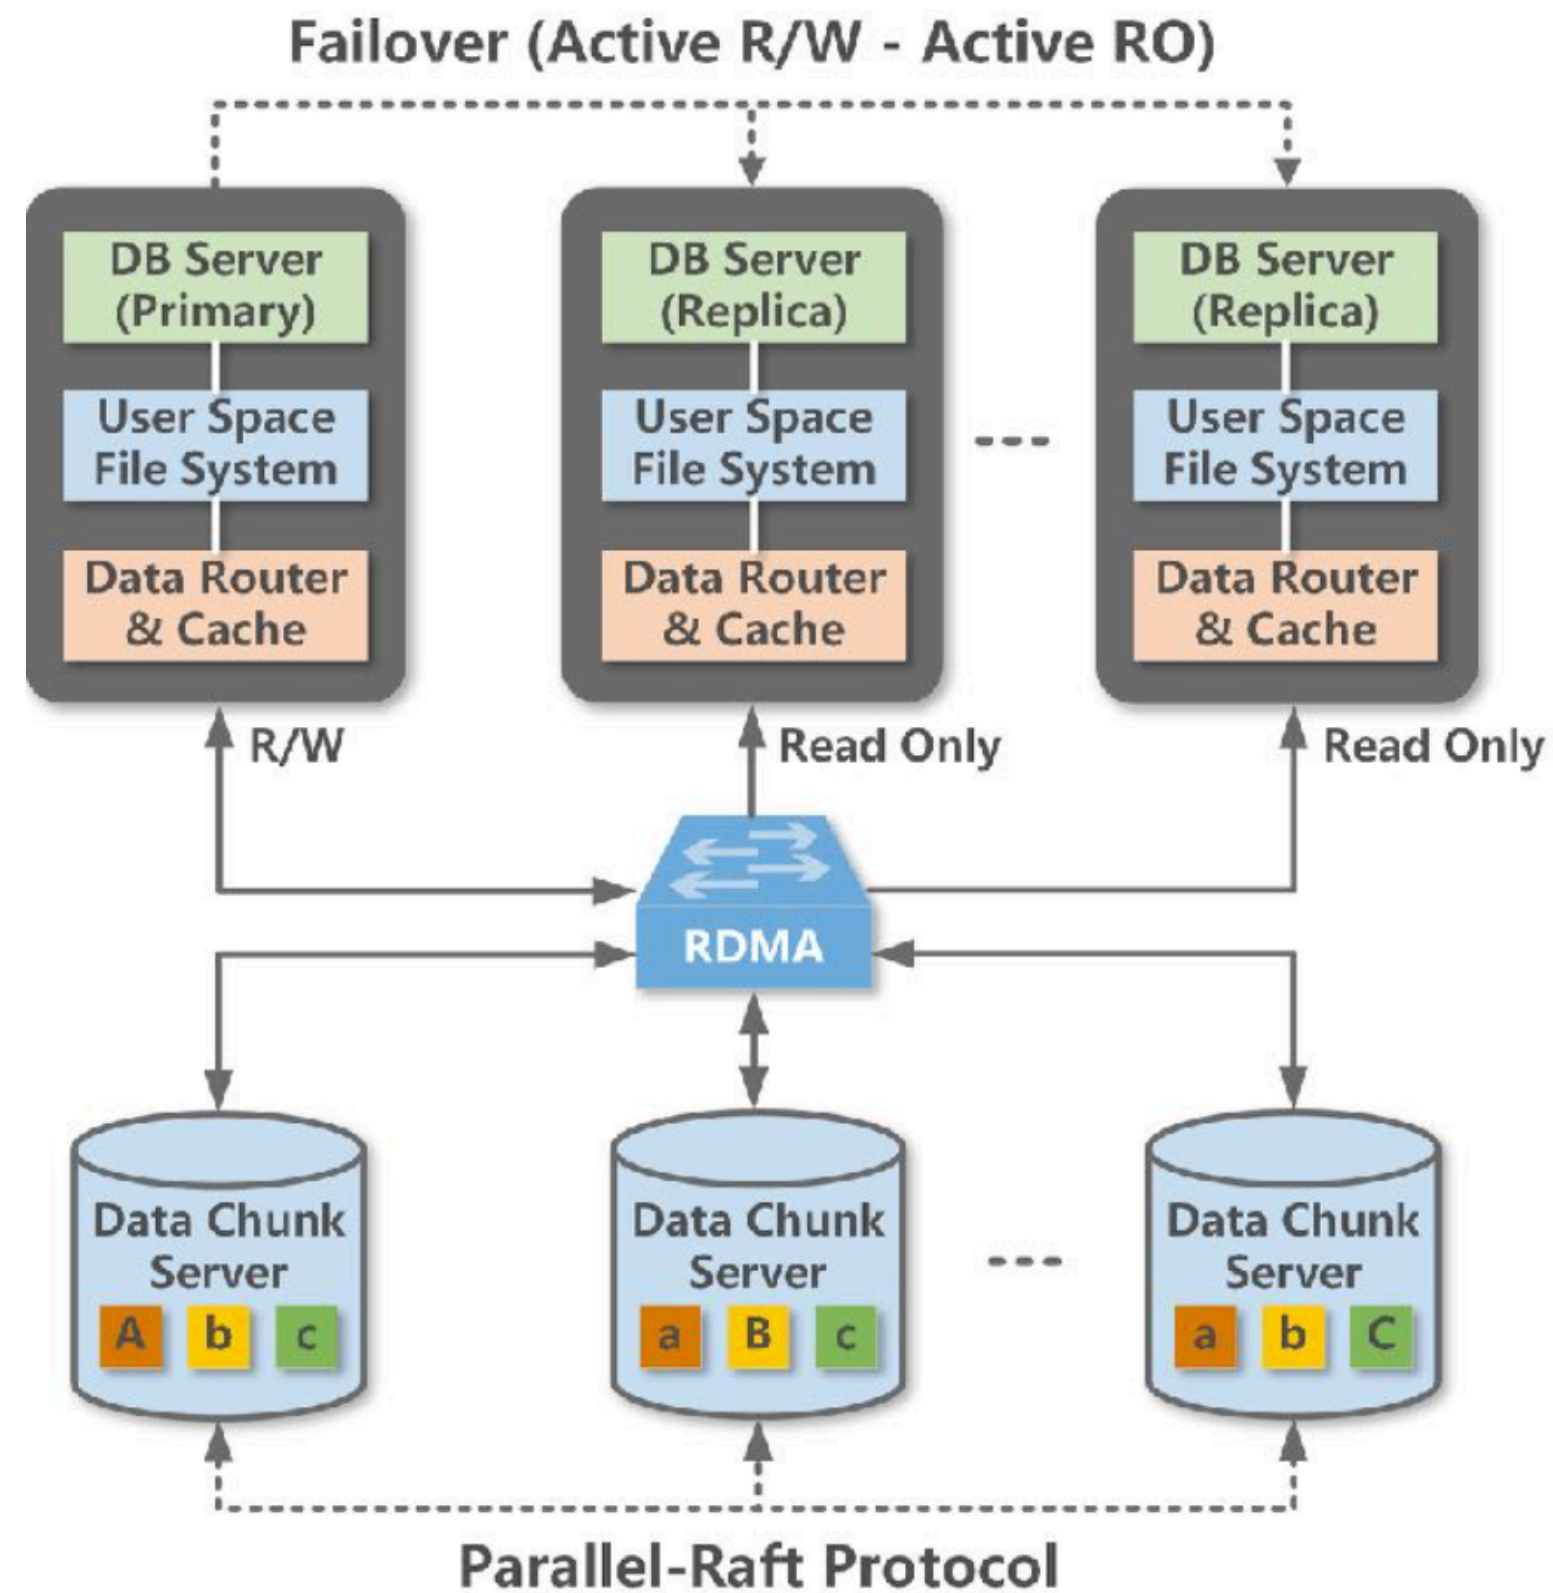 Failover (Active R/W - Active RO)
DB Server
(Primary)
User Space
File System
Data Router
& Cache
DB Server
(Replica)
User Space
File System
Data Router
& Cache
DB Server
(Replica)
User Space
File System
Data Router
& Cache
R/W
Read Only
Read Only
RDMA
Data Chunk
Server
A b c
Data Chunk
Server
a B c
Data Chunk
Server
a b C
Parallel-Raft Protocol